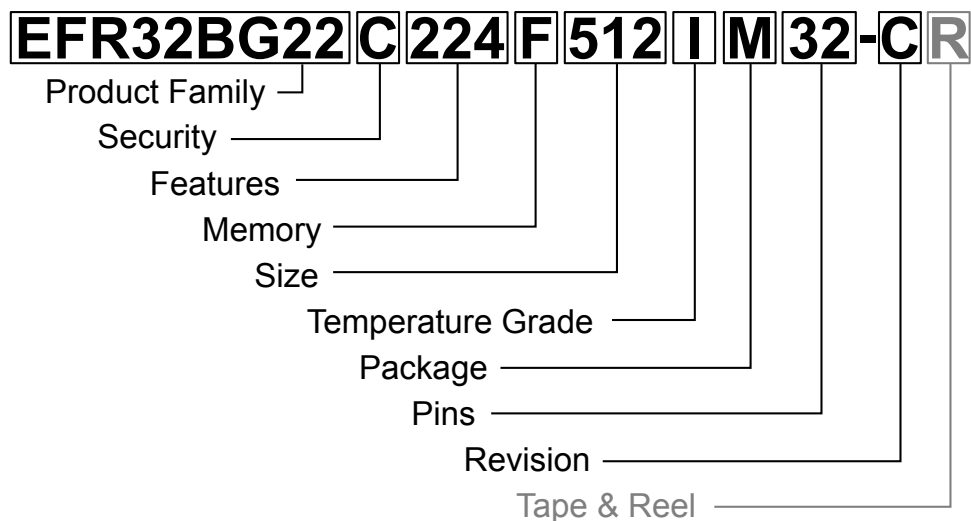 EFR32BG22 C 224 F 512 I M 32-C R
Product Family
Security
Features
Memory
Size
Temperature Grade
Package
Pins
Revision
Tape & Reel